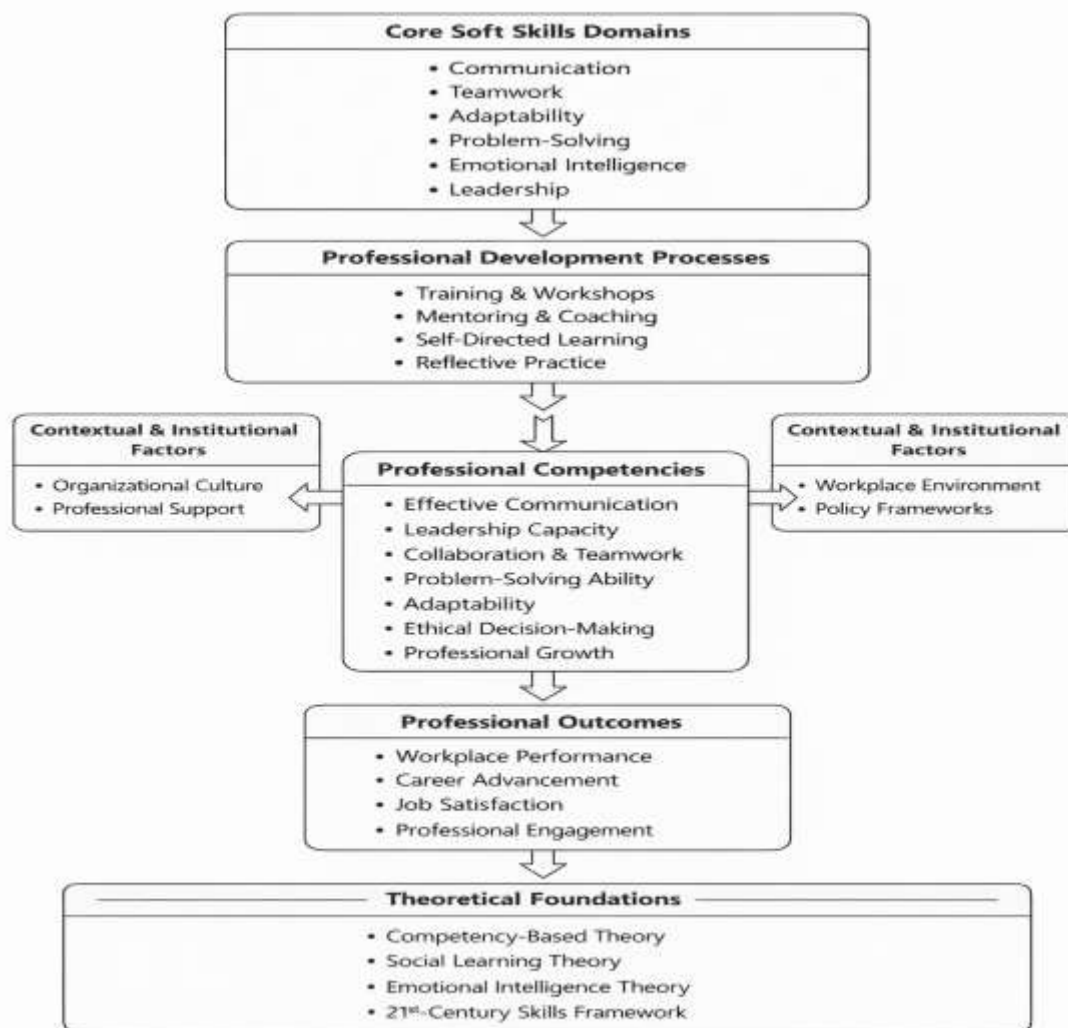 Core Soft Skills Domains
• Communication
• Teamwork
• Adaptability
• Problem-Solving
• Emotional Intelligence
• Leadership
Professional Development Processes
• Training & Workshops
• Mentoring & Coaching
• Self-Directed Learning
• Reflective Practice
Contextual & Institutional
Factors
• Organizational Culture
• Professional Support
Professional Competencies
• Effective Communication
• Leadership Capacity
• Collaboration & Teamwork
• Problem-Solving Ability
• Adaptability
• Ethical Decision-Making
• Professional Growth
Contextual & Institutional
Factors
• Workplace Environment
• Policy Frameworks
Professional Outcomes
• Workplace Performance
• Career Advancement
• Job Satisfaction
• Professional Engagement
Theoretical Foundations
• Competency-Based Theory
• Social Learning Theory
• Emotional Intelligence Theory
• 21st-Century Skills Framework